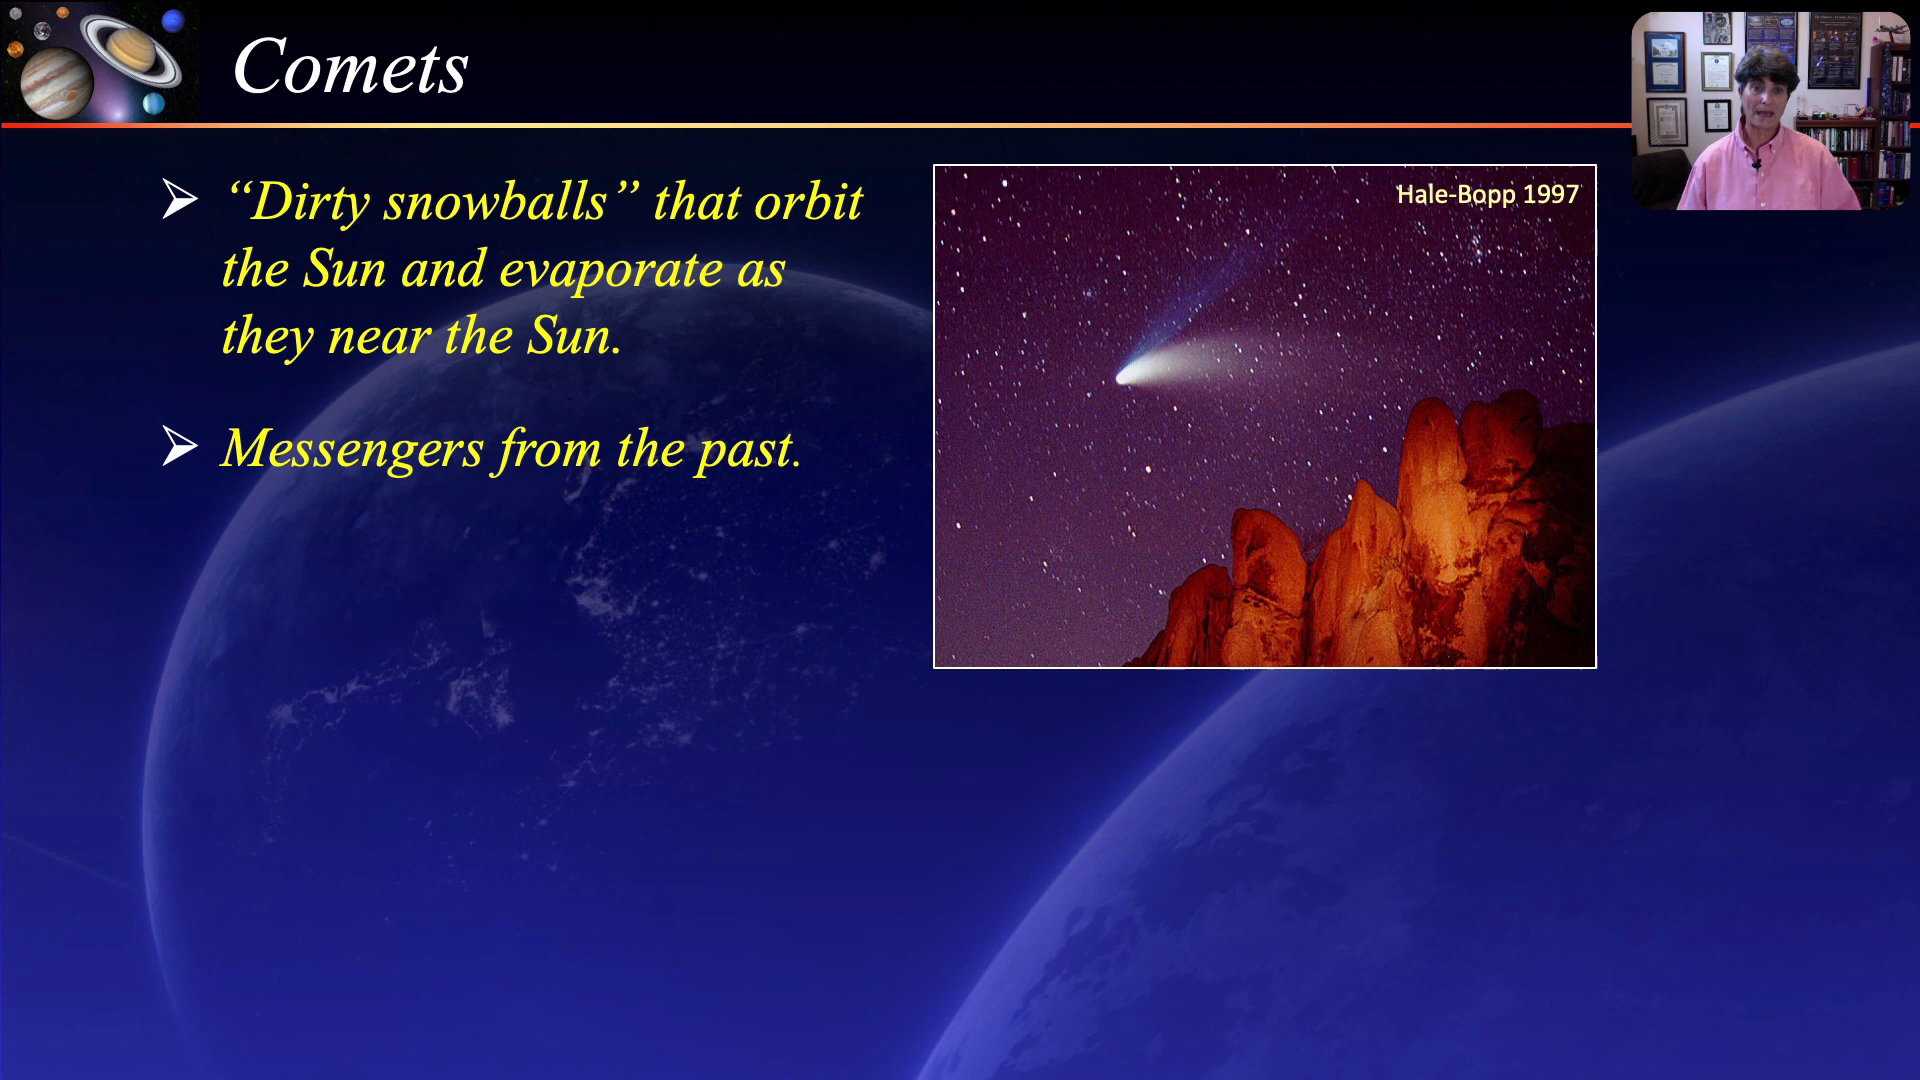 Comets
“Dirty snowballs” that orbit
the Sun and evaporate as
they near the Sun.
Messengers from the past.
Hale-Bopp 1997